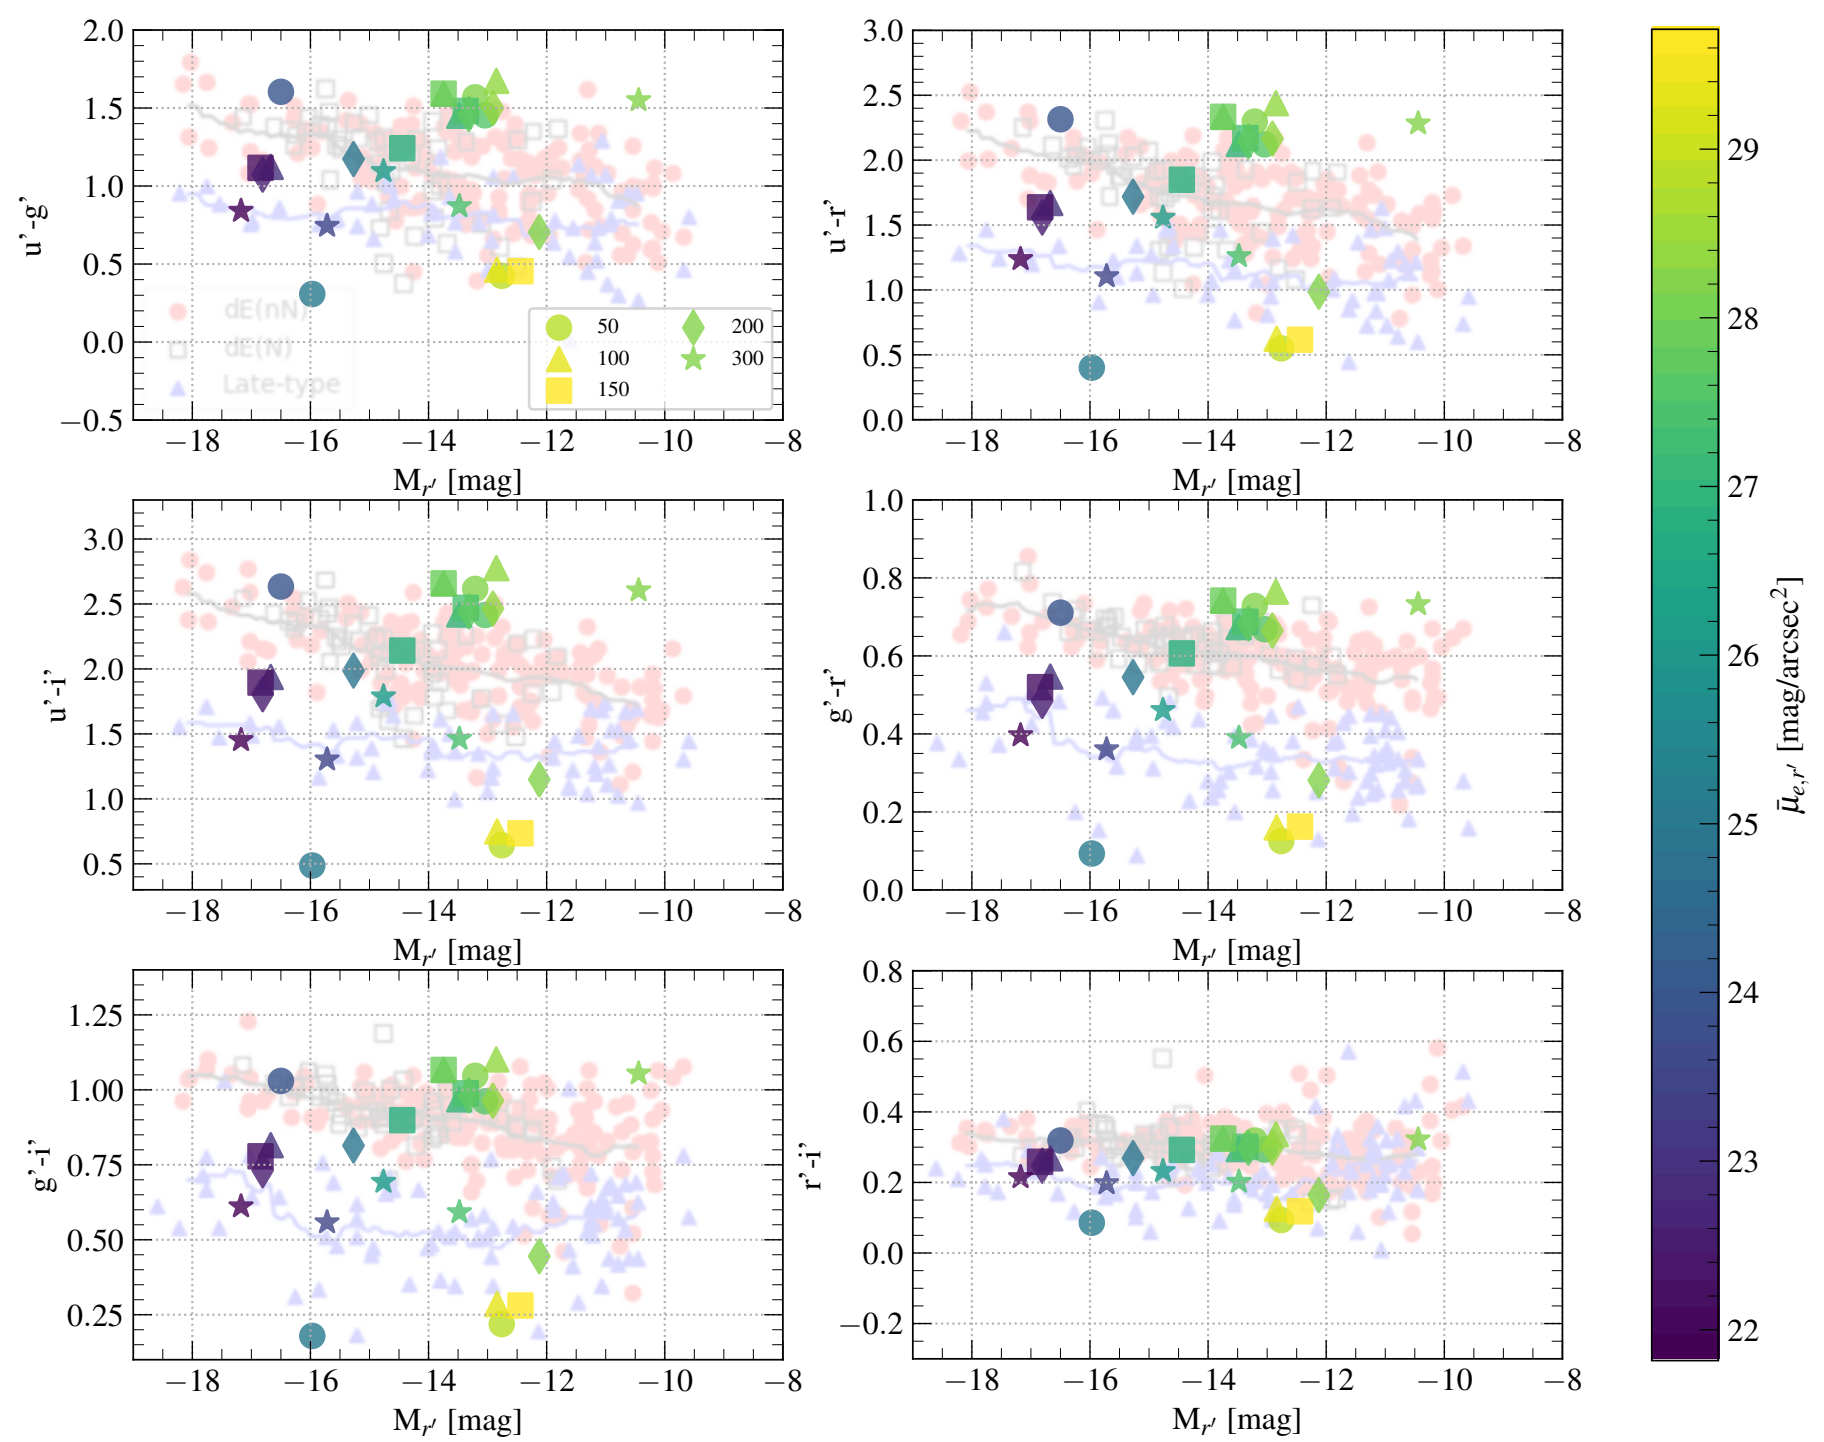 2.0
1.5
1.0
0.5
0.0
−0.5
u’-g’
dE(nN)
dE(N)
Late-type
50
100
150
200
300
−18 −16 −14 −12 −10 −8
M_r′ [mag]
3.0
2.5
2.0
1.5
1.0
0.5
0.0
u’-r’
−18 −16 −14 −12 −10 −8
M_r′ [mag]
3.0
2.5
2.0
1.5
1.0
0.5
u’-i’
−18 −16 −14 −12 −10 −8
M_r′ [mag]
1.0
0.8
0.6
0.4
0.2
0.0
g’-r’
−18 −16 −14 −12 −10 −8
M_r′ [mag]
1.25
1.00
0.75
0.50
0.25
g’-i’
−18 −16 −14 −12 −10 −8
M_r′ [mag]
0.8
0.6
0.4
0.2
0.0
−0.2
r’-i’
−18 −16 −14 −12 −10 −8
M_r′ [mag]
29
28
27
26
25
24
23
22
μ̄_e,r′ [mag/arcsec²]